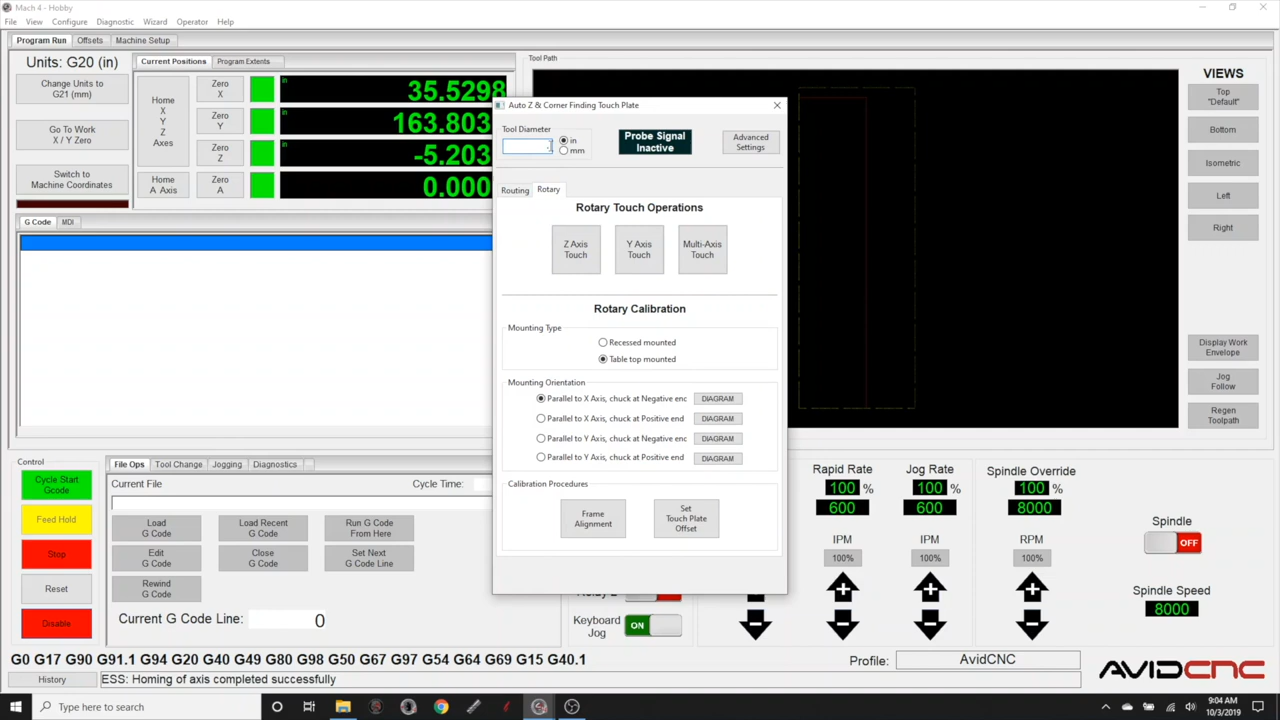 Mach 4 - Hobby
File View Configure Diagnostic Wizard Operator Help
Program Run Offsets Machine Setup
Units: G20 (in)
Change Units to
G21 (mm)
Go To Work
X / Y Zero
Switch to
Machine Coordinates
Current Positions Program Extents
Home
X
Y
Z
Axes
Home
A Axis
Zero
X
Zero
Y
Zero
Z
Zero
A
in
35.5298
in
163.803
in
-5.203
0.000
G Code MDI
Tool Path
Auto Z & Corner Finding Touch Plate
Tool Diameter
in
mm
Probe Signal
Inactive
Advanced
Settings
Routing Rotary
Rotary Touch Operations
Z Axis
Touch
Y Axis
Touch
Multi-Axis
Touch
Rotary Calibration
Mounting Type
Recessed mounted
Table top mounted
Mounting Orientation
Parallel to X Axis, chuck at Negative enc DIAGRAM
Parallel to X Axis, chuck at Positive end DIAGRAM
Parallel to Y Axis, chuck at Negative enc DIAGRAM
Parallel to Y Axis, chuck at Positive end DIAGRAM
Calibration Procedures
Frame
Alignment
Set
Touch Plate
Offset
VIEWS
Top
"Default"
Bottom
Isometric
Left
Right
Display Work
Envelope
Jog
Follow
Regen
Toolpath
Control
Cycle Start
Gcode
Feed Hold
Stop
Reset
Disable
File Ops Tool Change Jogging Diagnostics
Current File
Cycle Time:
Load
G Code
Load Recent
G Code
Run G Code
From Here
Edit
G Code
Close
G Code
Set Next
G Code Line
Rewind
G Code
Current G Code Line: 0
Keyboard
Jog
ON
Rapid Rate
100 %
600
IPM
100%
Jog Rate
100 %
600
IPM
100%
Spindle Override
100 %
8000
RPM
100%
Spindle
OFF
Spindle Speed
8000
G0 G17 G90 G91.1 G94 G20 G40 G49 G80 G98 G50 G67 G97 G54 G64 G69 G15 G40.1
Profile: AvidCNC
AVIDCNC
History
ESS: Homing of axis completed successfully
Type here to search
9:04 AM
10/3/2019